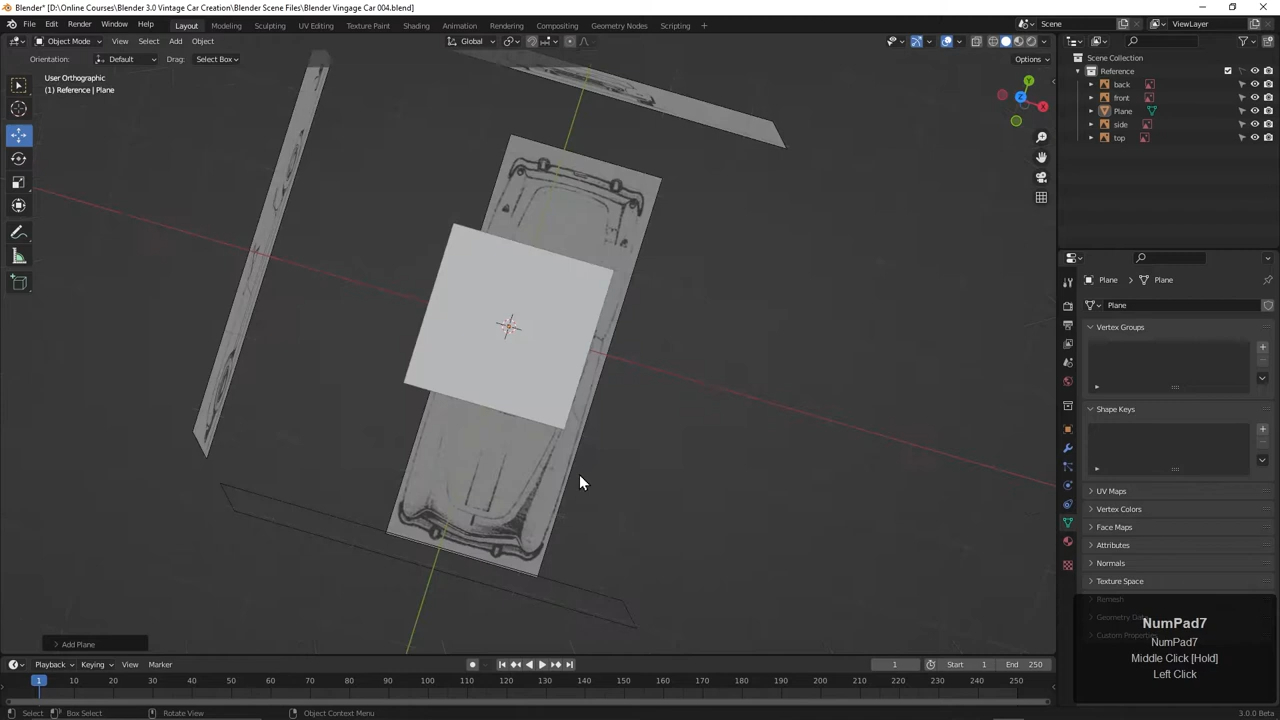 Blender* [D:\Online Courses\Blender 3.0 Vintage Car Creation\Blender Scene Files\Blender Vingage Car 004.blend]
File Edit Render Window Help Layout Modeling Sculpting UV Editing Texture Paint Shading Animation Rendering Compositing Geometry Nodes Scripting + Scene ViewLayer
Object Mode View Select Add Object Global
Orientation: Default Drag: Select Box Options
User Orthographic
(1) Reference | Plane
Scene Collection
Reference
back
front
Plane
side
top
Plane > Plane
Plane
Vertex Groups
Shape Keys
UV Maps
Vertex Colors
Face Maps
Attributes
Normals
Texture Space
Remesh
Geometry Data
Custom Properties
NumPad7
NumPad7
Middle Click [Hold]
Left Click
Add Plane
Playback Keying View Marker 1 Start 1 End 250
1 10 20 30 40 50 60 70 80 90 100 110 120 130 140 150 160 170 180 190 200 210 220 230 240 250
Select Box Select Rotate View Object Context Menu 3.0.0 Beta